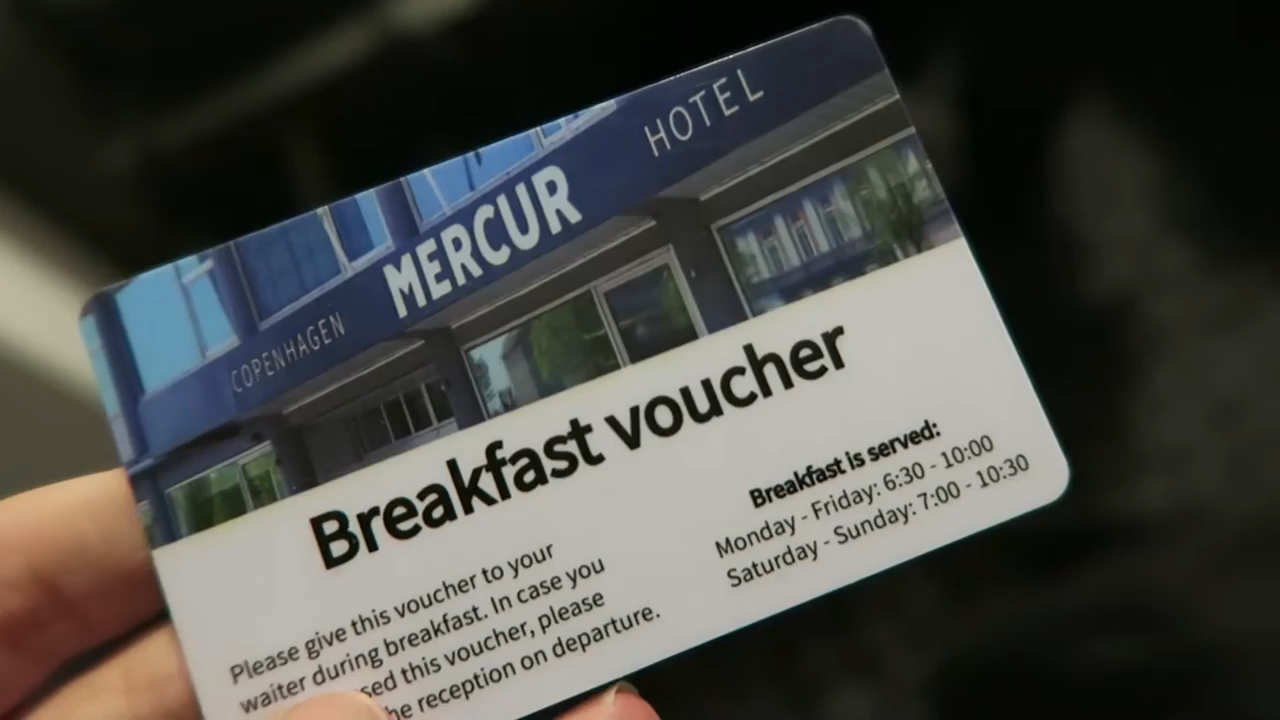 COPENHAGEN MERCUR HOTEL
Breakfast voucher
Please give this voucher to your
waiter during breakfast. In case you
this voucher, please
reception on departure.
Breakfast is served:
Monday - Friday: 6:30 - 10:00
Saturday - Sunday: 7:00 - 10:30